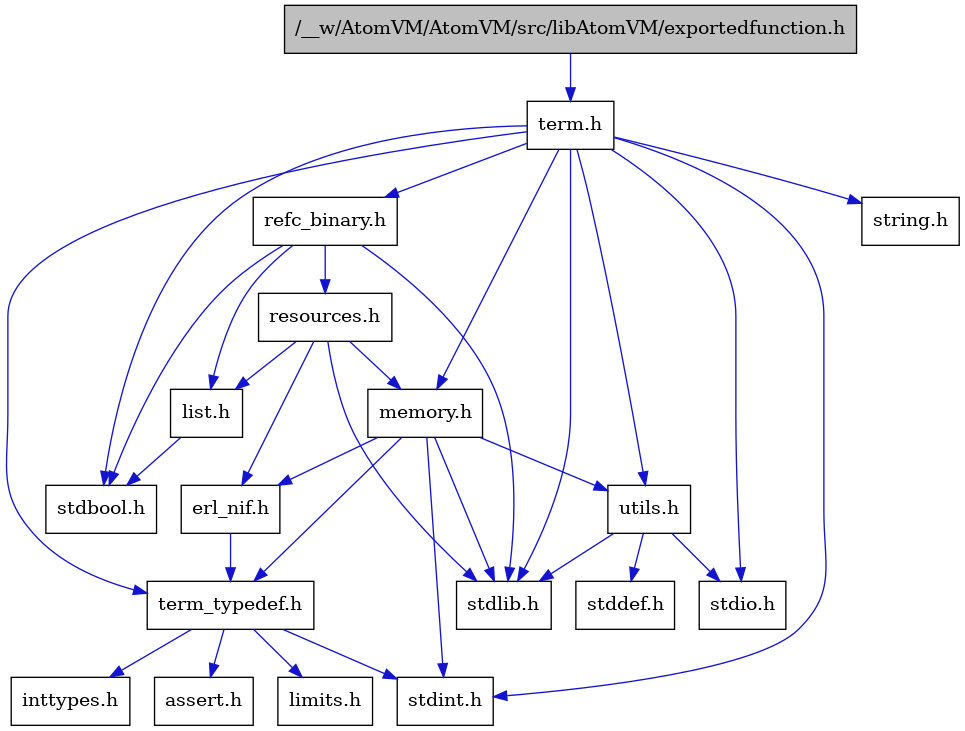 /__w/AtomVM/AtomVM/src/libAtomVM/exportedfunction.h
term.h
refc_binary.h
string.h
resources.h
list.h
memory.h
stdbool.h
erl_nif.h
utils.h
term_typedef.h
stdlib.h
stddef.h
stdio.h
inttypes.h
assert.h
limits.h
stdint.h